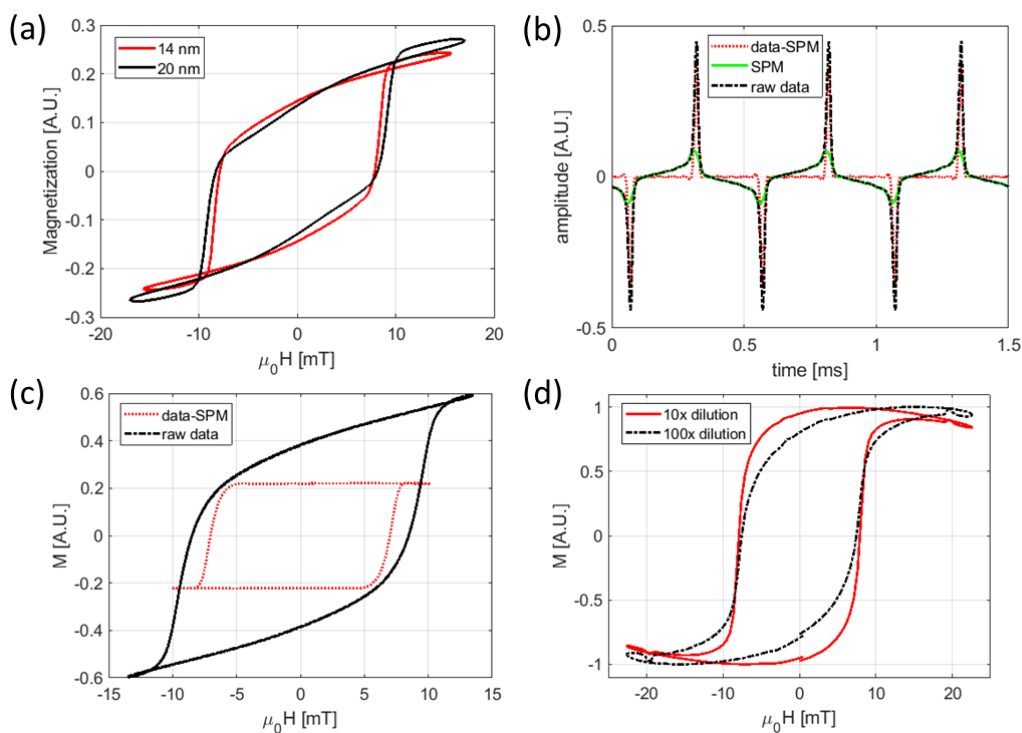 (a)
0.3
0.2
0.1
0
-0.1
-0.2
-0.3
Magnetization [A.U.]
14 nm
20 nm
-20
-10
0
10
20
μ0H [mT]
(b)
0.5
0
-0.5
amplitude [A.U.]
data-SPM
SPM
raw data
0
0.5
1
1.5
time [ms]
(c)
0.6
0.4
0.2
0
-0.2
-0.4
-0.6
M [A.U.]
data-SPM
raw data
-15
-10
-5
0
5
10
15
μ0H [mT]
(d)
1
0.5
0
-0.5
-1
M [A.U.]
10x dilution
100x dilution
-20
-10
0
10
20
μ0H [mT]